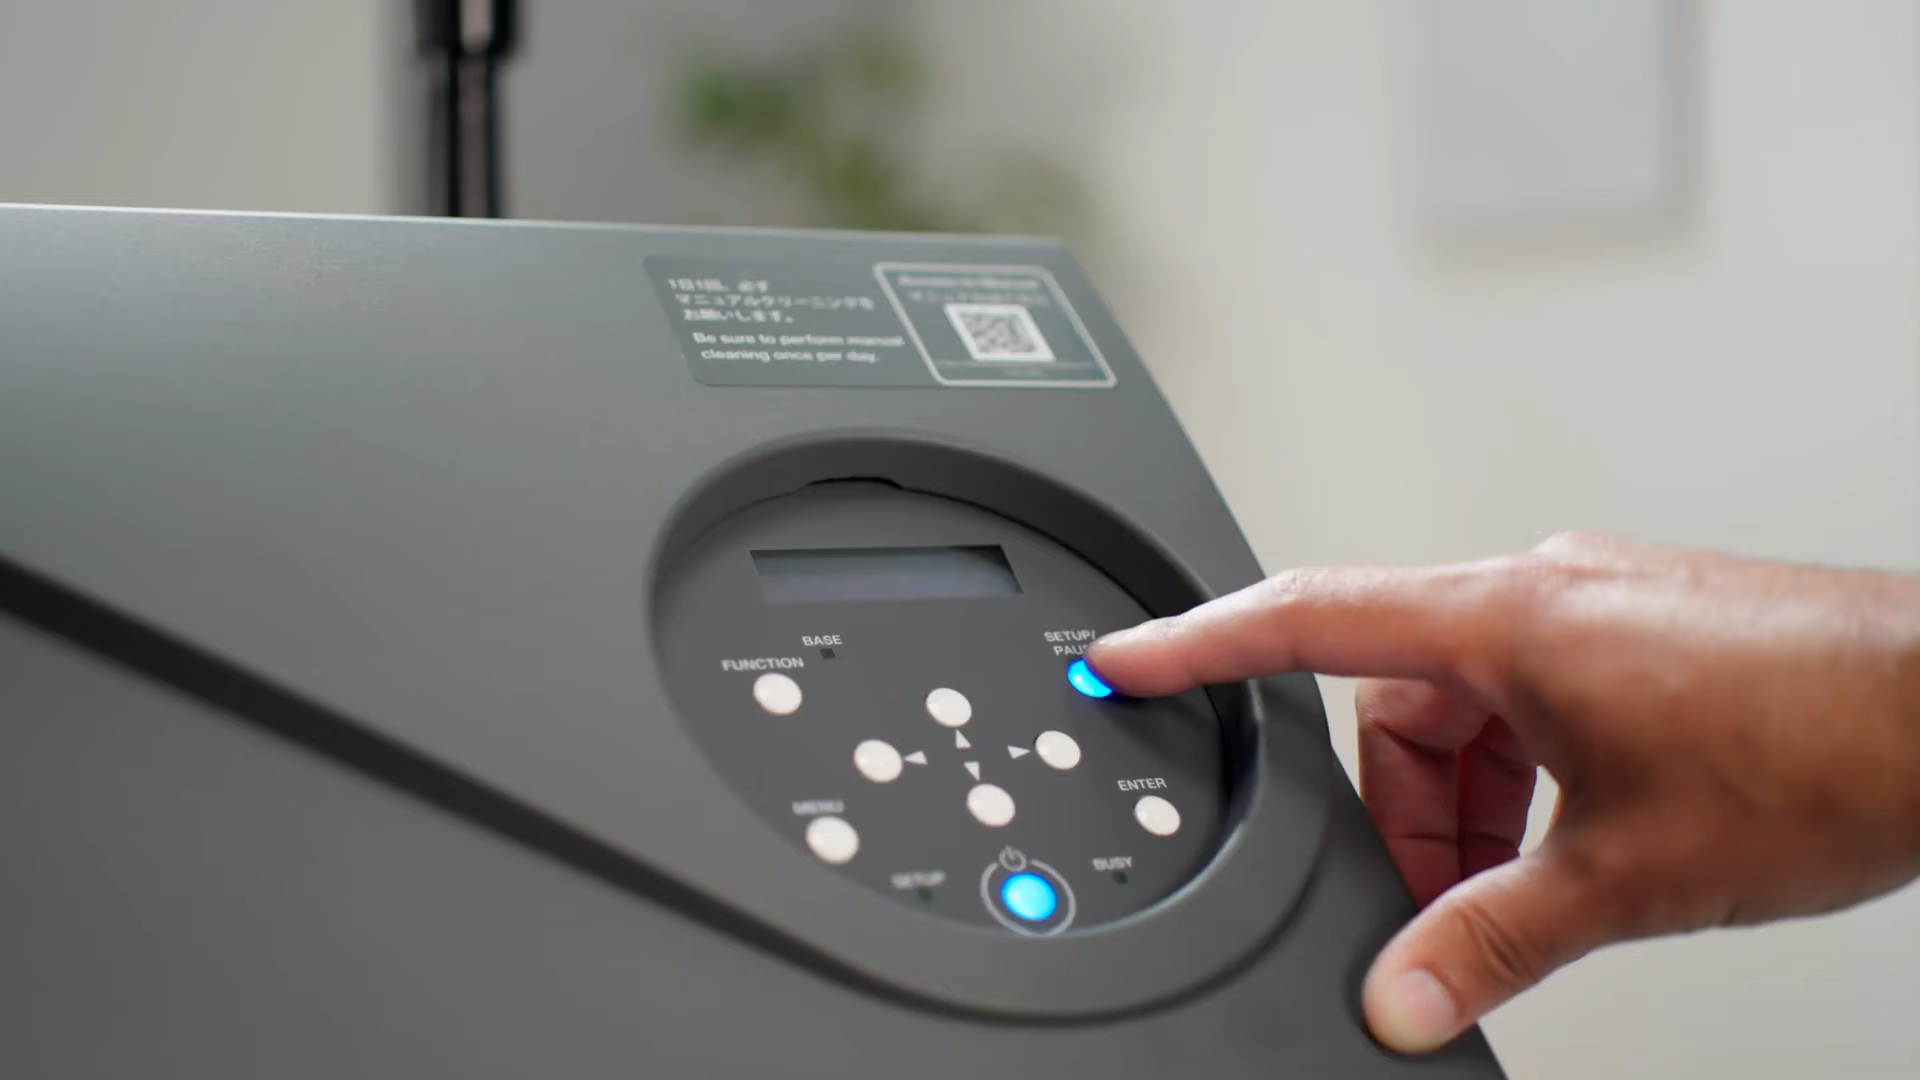 1日1回、必ず
マニュアルクリーニングを
お願いします。
Be sure to perform manual
cleaning once per day.
BASE
FUNCTION
SETUP/
PAUS
MENU
ENTER
SETUP
BUSY